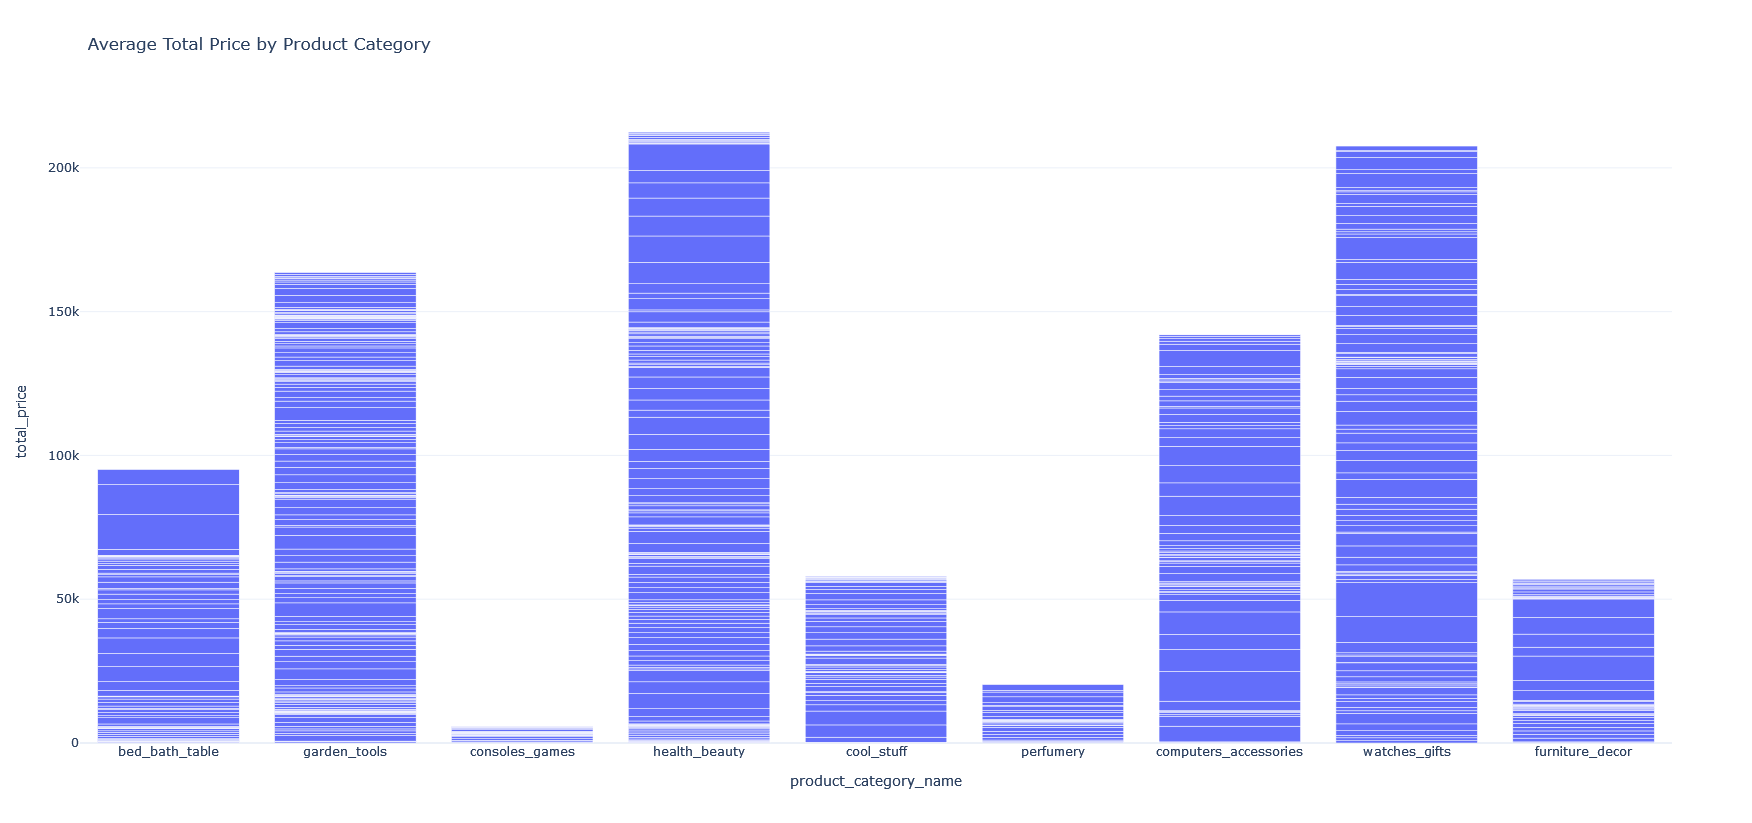 Average Total Price by Product Category
200k
150k
100k
50k
0
total_price
bed_bath_table
garden_tools
consoles_games
health_beauty
cool_stuff
perfumery
computers_accessories
watches_gifts
furniture_decor
product_category_name